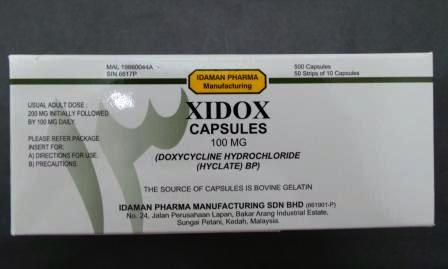 MAL 19860044A
SIN 6617P
500 Capsules
50 Strips of 10 Capsules
IDAMAN PHARMA
Manufacturing
USUAL ADULT DOSE :
200 MG INITIALLY FOLLOWED
BY 100 MG DAILY.
PLEASE REFER PACKAGE
INSERT FOR:
A) DIRECTIONS FOR USE.
B) PRECAUTIONS.
XIDOX
CAPSULES
100 MG
(DOXYCYCLINE HYDROCHLORIDE
(HYCLATE) BP)
THE SOURCE OF CAPSULES IS BOVINE GELATIN
IDAMAN PHARMA MANUFACTURING SDN BHD (661901-P)
No. 24, Jalan Perusahaan Lapan, Bakar Arang Industrial Estate,
Sungai Petani, Kedah, Malaysia.